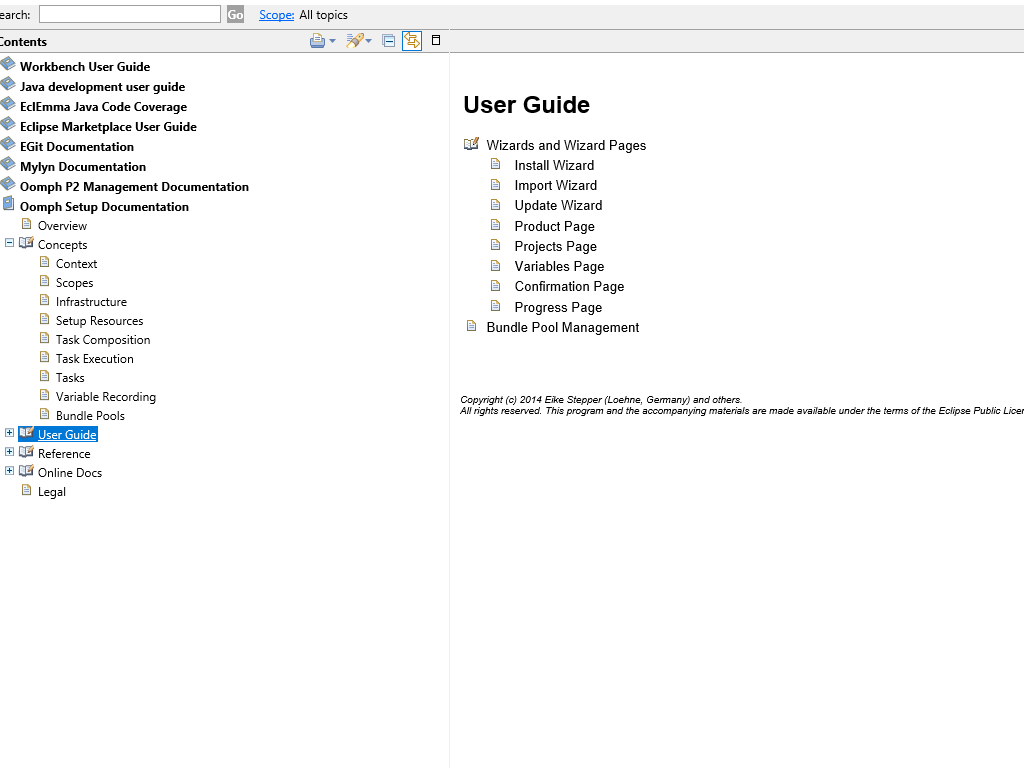 earch: Go Scope: All topics
Contents
Workbench User Guide
Java development user guide
EclEmma Java Code Coverage
Eclipse Marketplace User Guide
EGit Documentation
Mylyn Documentation
Oomph P2 Management Documentation
Oomph Setup Documentation
Overview
Concepts
Context
Scopes
Infrastructure
Setup Resources
Task Composition
Task Execution
Tasks
Variable Recording
Bundle Pools
User Guide
Reference
Online Docs
Legal
User Guide
Wizards and Wizard Pages
Install Wizard
Import Wizard
Update Wizard
Product Page
Projects Page
Variables Page
Confirmation Page
Progress Page
Bundle Pool Management
Copyright (c) 2014 Eike Stepper (Loehne, Germany) and others.
All rights reserved. This program and the accompanying materials are made available under the terms of the Eclipse Public Licen